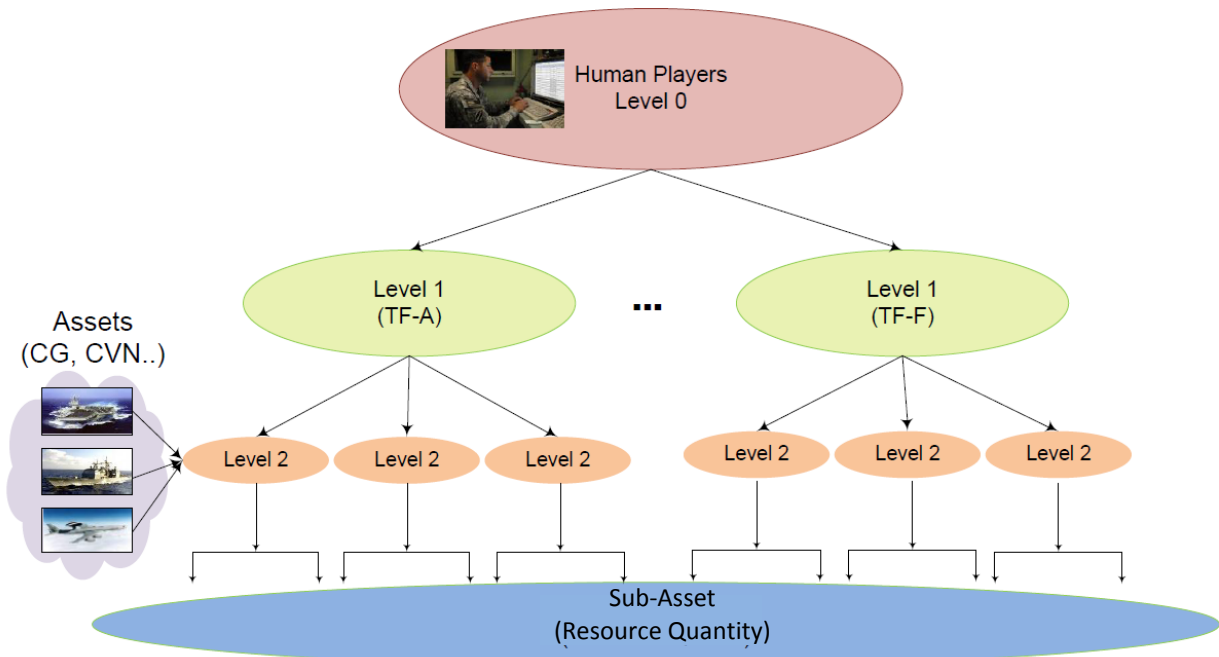 Human Players
Level 0
Level 1
(TF-A)
...
Level 1
(TF-F)
Assets
(CG, CVN..)
Level 2
Level 2
Level 2
Level 2
Level 2
Level 2
Sub-Asset
(Resource Quantity)